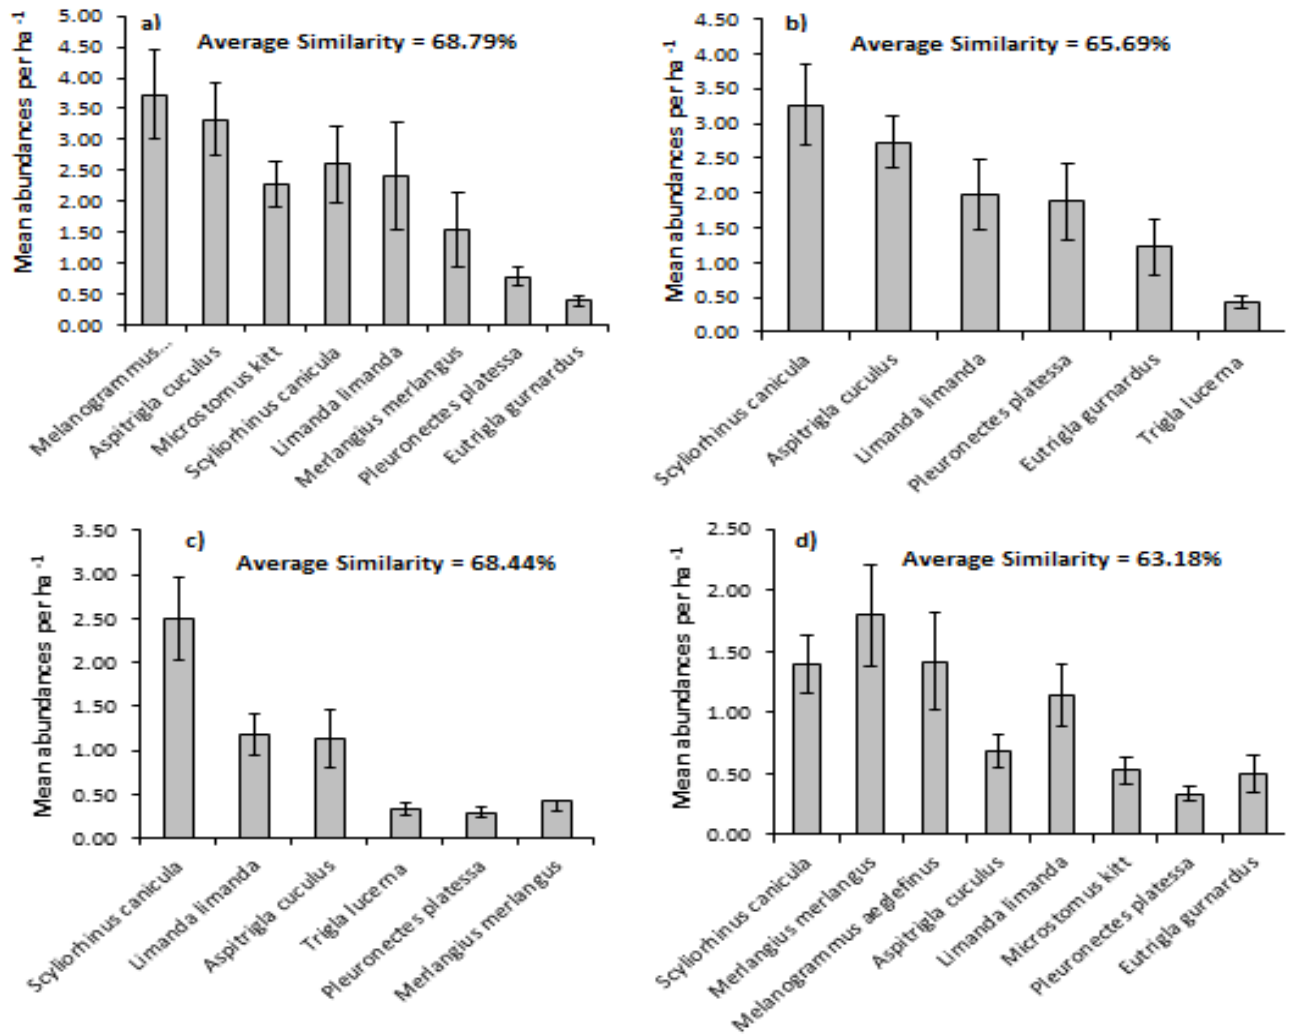 a)
Average Similarity = 68.79%
Mean abundances per ha -1
5.00
4.50
4.00
3.50
3.00
2.50
2.00
1.50
1.00
0.50
0.00
Melanogrammus...
Aspitrigla cuculus
Microstomus kitt
Scyliorhinus canicula
Limanda limanda
Merlangius merlangus
Pleuronectes platessa
Eutrigla gurnardus
b)
Average Similarity = 65.69%
Mean abundances per ha -1
4.50
4.00
3.50
3.00
2.50
2.00
1.50
1.00
0.50
0.00
Scyliorhinus canicula
Aspitrigla cuculus
Limanda limanda
Pleuronectes platessa
Eutrigla gurnardus
Trigla lucerna
c)
Average Similarity = 68.44%
Mean abundances per ha -1
3.50
3.00
2.50
2.00
1.50
1.00
0.50
0.00
Scyliorhinus canicula
Limanda limanda
Aspitrigla cuculus
Trigla lucerna
Pleuronectes platessa
Merlangius merlangus
d)
Average Similarity = 63.18%
Mean abundances per ha -1
2.50
2.00
1.50
1.00
0.50
0.00
Scyliorhinus canicula
Merlangius merlangus
Melanogrammus aeglefinus
Aspitrigla cuculus
Limanda limanda
Microstomus kitt
Pleuronectes platessa
Eutrigla gurnardus